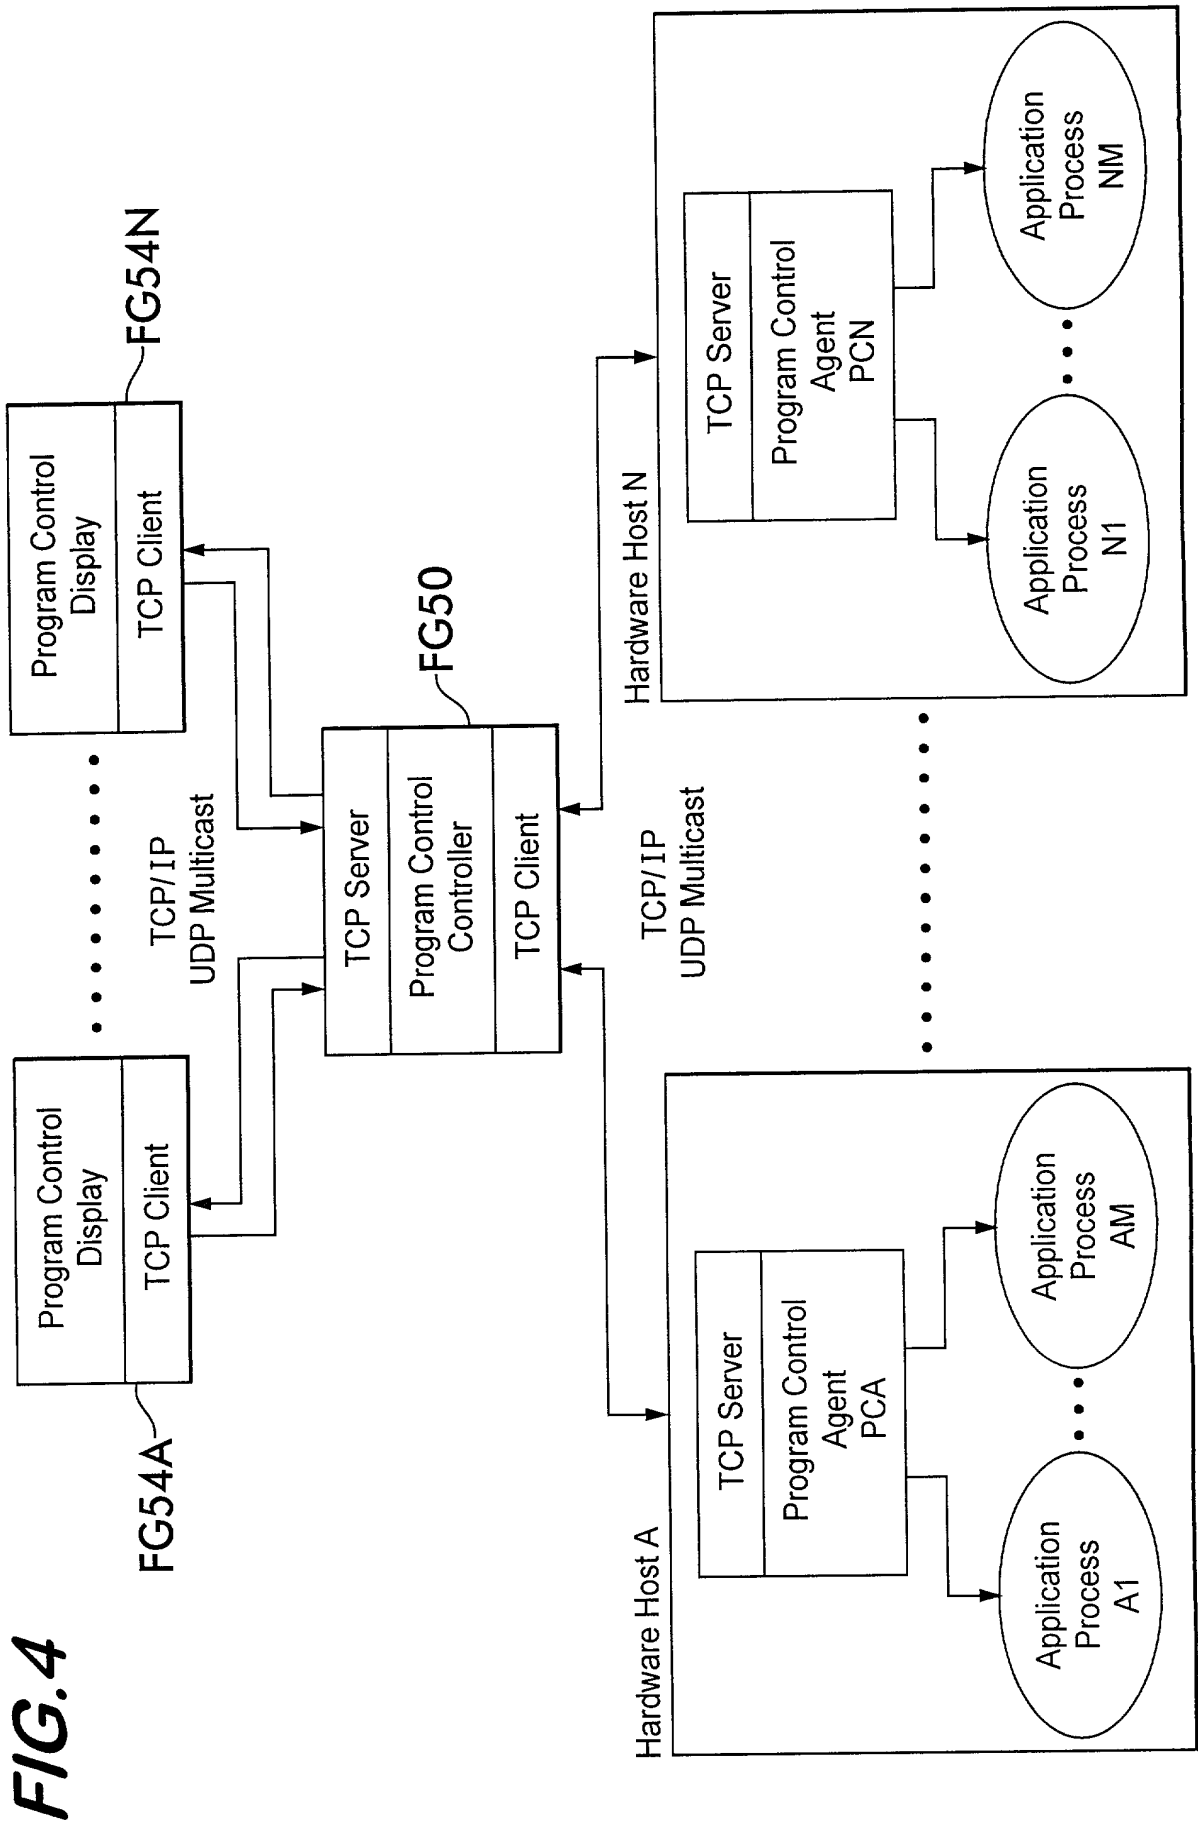 FIG.4
FG54A
Program Control
Display
TCP Client
TCP/IP
UDP Multicast
Program Control
Display
TCP Client
FG54N
TCP Server
Program Control
Controller
TCP Client
FG50
TCP/IP
UDP Multicast
Hardware Host A
TCP Server
Program Control
Agent
PCA
Application
Process
A1
Application
Process
AM
Hardware Host N
TCP Server
Program Control
Agent
PCN
Application
Process
N1
Application
Process
NM